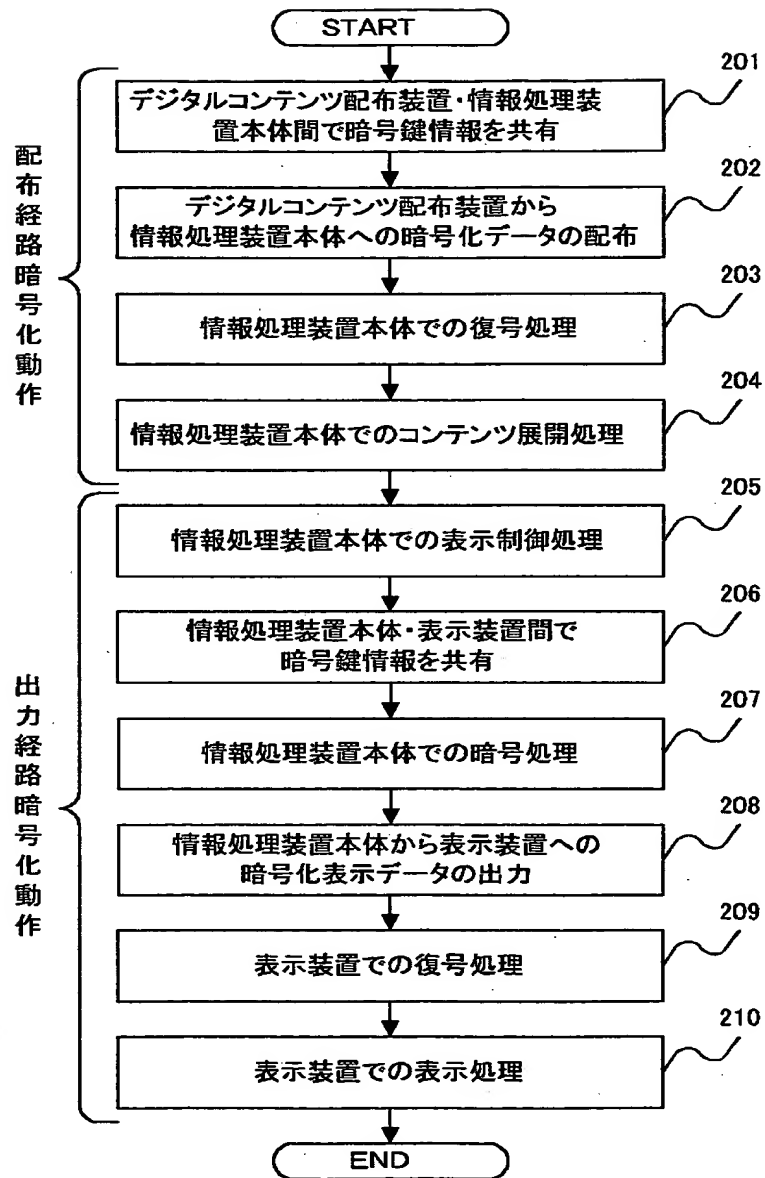 START
201
デジタルコンテンツ配布装置・情報処理装
置本体間で暗号鍵情報を共有
202
デジタルコンテンツ配布装置から
情報処理装置本体への暗号化データの配布
203
情報処理装置本体での復号処理
204
情報処理装置本体でのコンテンツ展開処理
配布経路暗号化動作
205
情報処理装置本体での表示制御処理
206
情報処理装置本体・表示装置間で
暗号鍵情報を共有
207
情報処理装置本体での暗号処理
208
情報処理装置本体から表示装置への
暗号化表示データの出力
209
表示装置での復号処理
210
表示装置での表示処理
出力経路暗号化動作
END